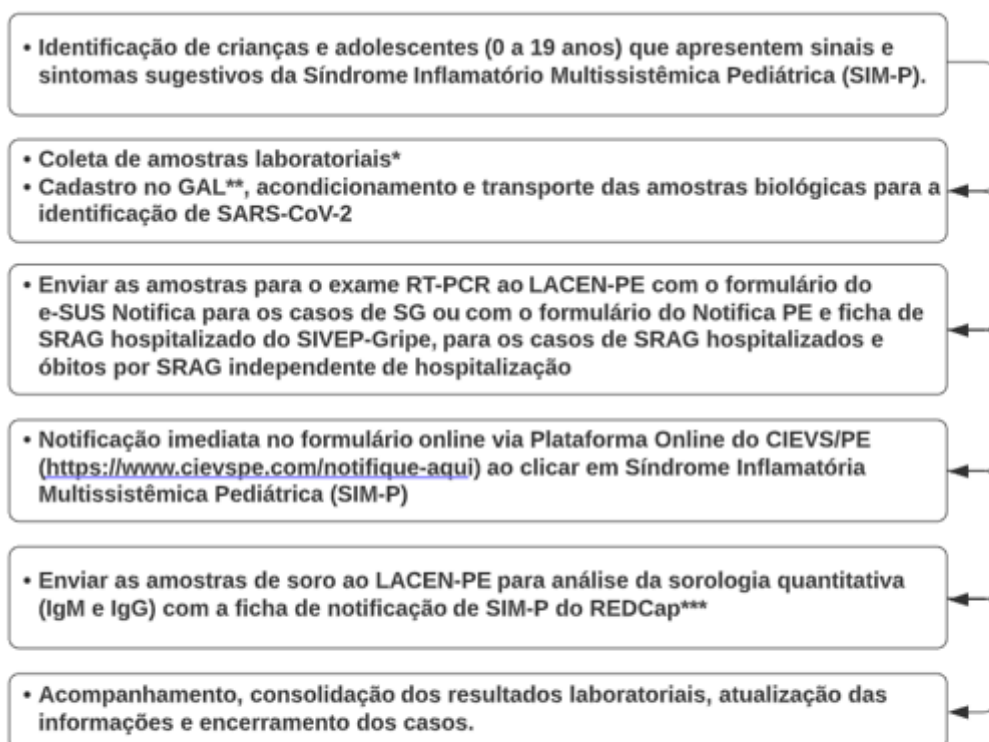 • Identificação de crianças e adolescentes (0 a 19 anos) que apresentem sinais e
sintomas sugestivos da Síndrome Inflamatório Multissistêmica Pediátrica (SIM-P).
• Coleta de amostras laboratoriais*
• Cadastro no GAL**, acondicionamento e transporte das amostras biológicas para a
identificação de SARS-CoV-2
• Enviar as amostras para o exame RT-PCR ao LACEN-PE com o formulário do
e-SUS Notifica para os casos de SG ou com o formulário do Notifica PE e ficha de
SRAG hospitalizado do SIVEP-Gripe, para os casos de SRAG hospitalizados e
óbitos por SRAG independente de hospitalização
• Notificação imediata no formulário online via Plataforma Online do CIEVS/PE
(https://www.cievspe.com/notifique-aqui) ao clicar em Síndrome Inflamatória
Multissistêmica Pediátrica (SIM-P)
• Enviar as amostras de soro ao LACEN-PE para análise da sorologia quantitativa
(IgM e IgG) com a ficha de notificação de SIM-P do REDCap***
• Acompanhamento, consolidação dos resultados laboratoriais, atualização das
informações e encerramento dos casos.